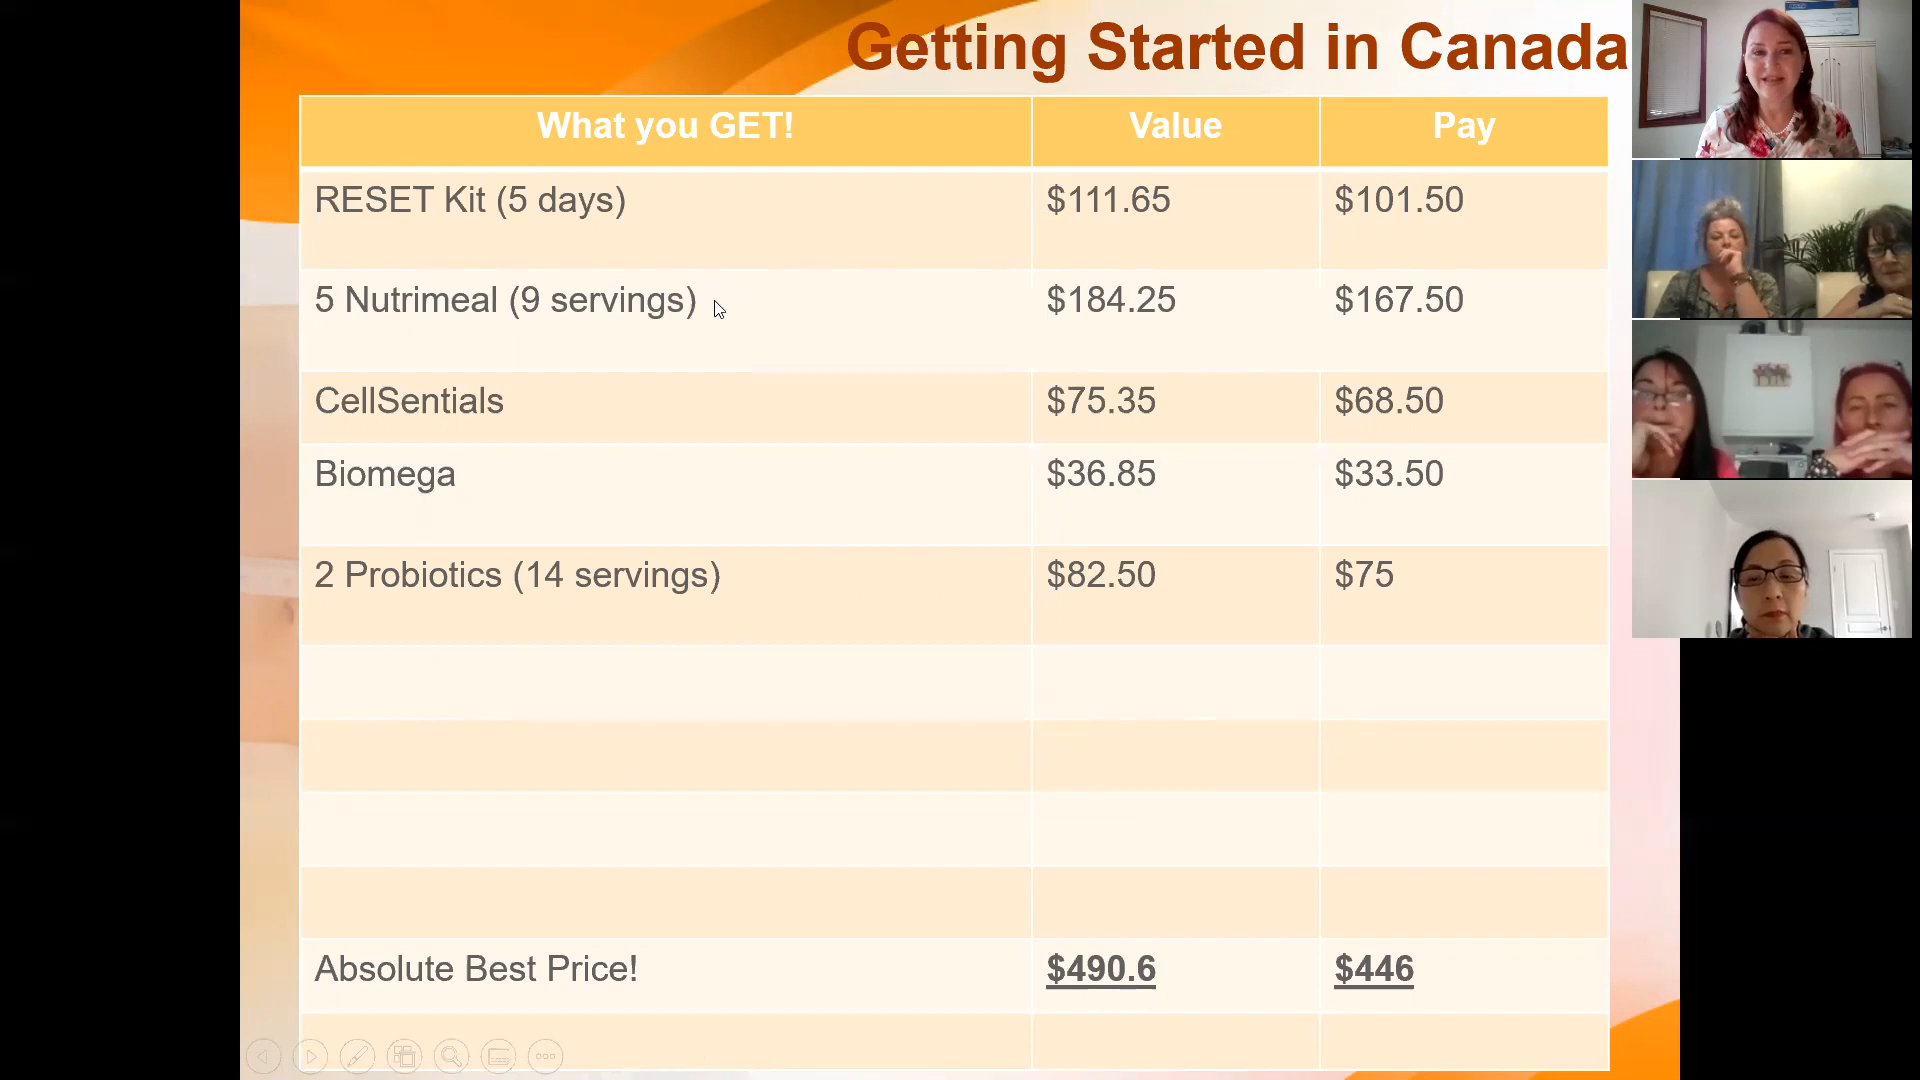 Getting Started in Canada
What you GET! Value Pay
RESET Kit (5 days) $111.65 $101.50
5 Nutrimeal (9 servings) $184.25 $167.50
CellSentials $75.35 $68.50
Biomega $36.85 $33.50
2 Probiotics (14 servings) $82.50 $75
Absolute Best Price! $490.6 $446